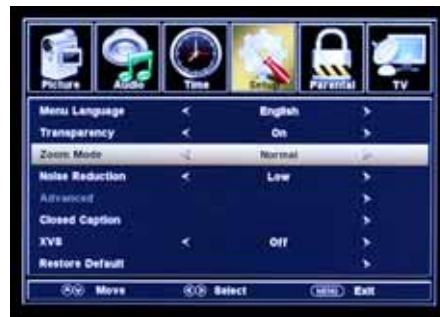 Picture Audio Time Setup Parental TV
Menu Language < English >
Transparency < On >
Zoom Mode < Normal >
Noise Reduction < Low >
Advanced >
Closed Caption >
XVB < Off >
Restore Default >
Move Select MENU Exit